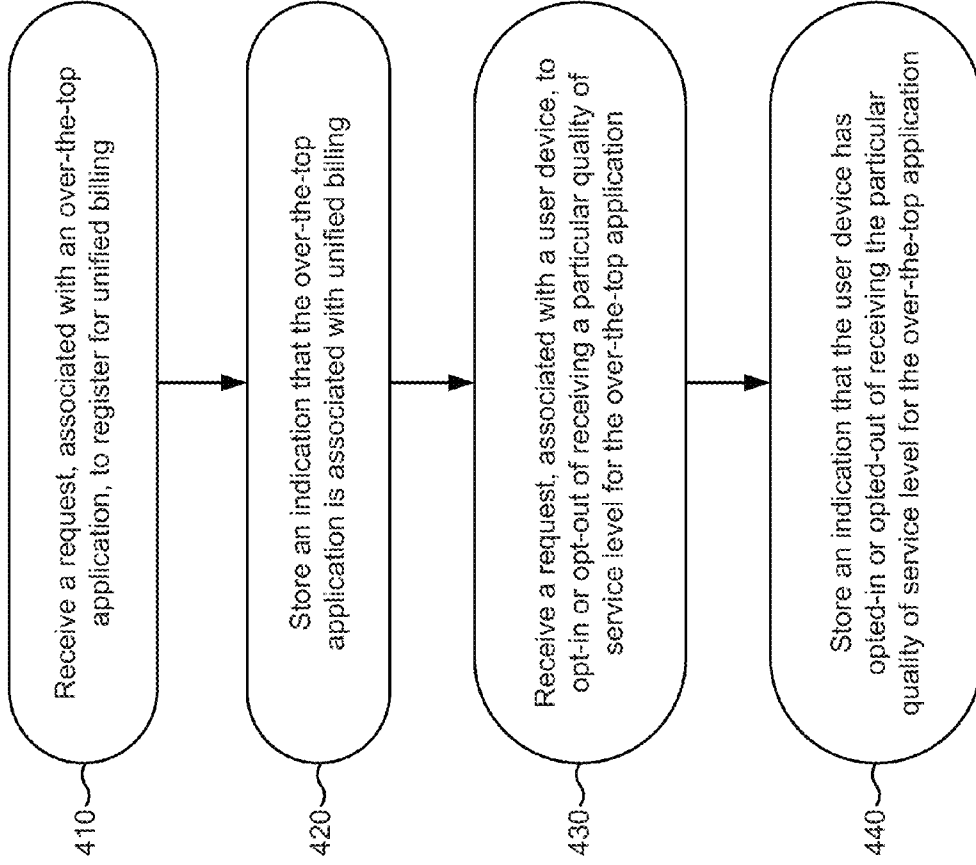 410
Receive a request, associated with an over-the-top
application, to register for unified billing
420
Store an indication that the over-the-top
application is associated with unified billing
430
Receive a request, associated with a user device, to
opt-in or opt-out of receiving a particular quality of
service level for the over-the-top application
440
Store an indication that the user device has
opted-in or opted-out of receiving the particular
quality of service level for the over-the-top application